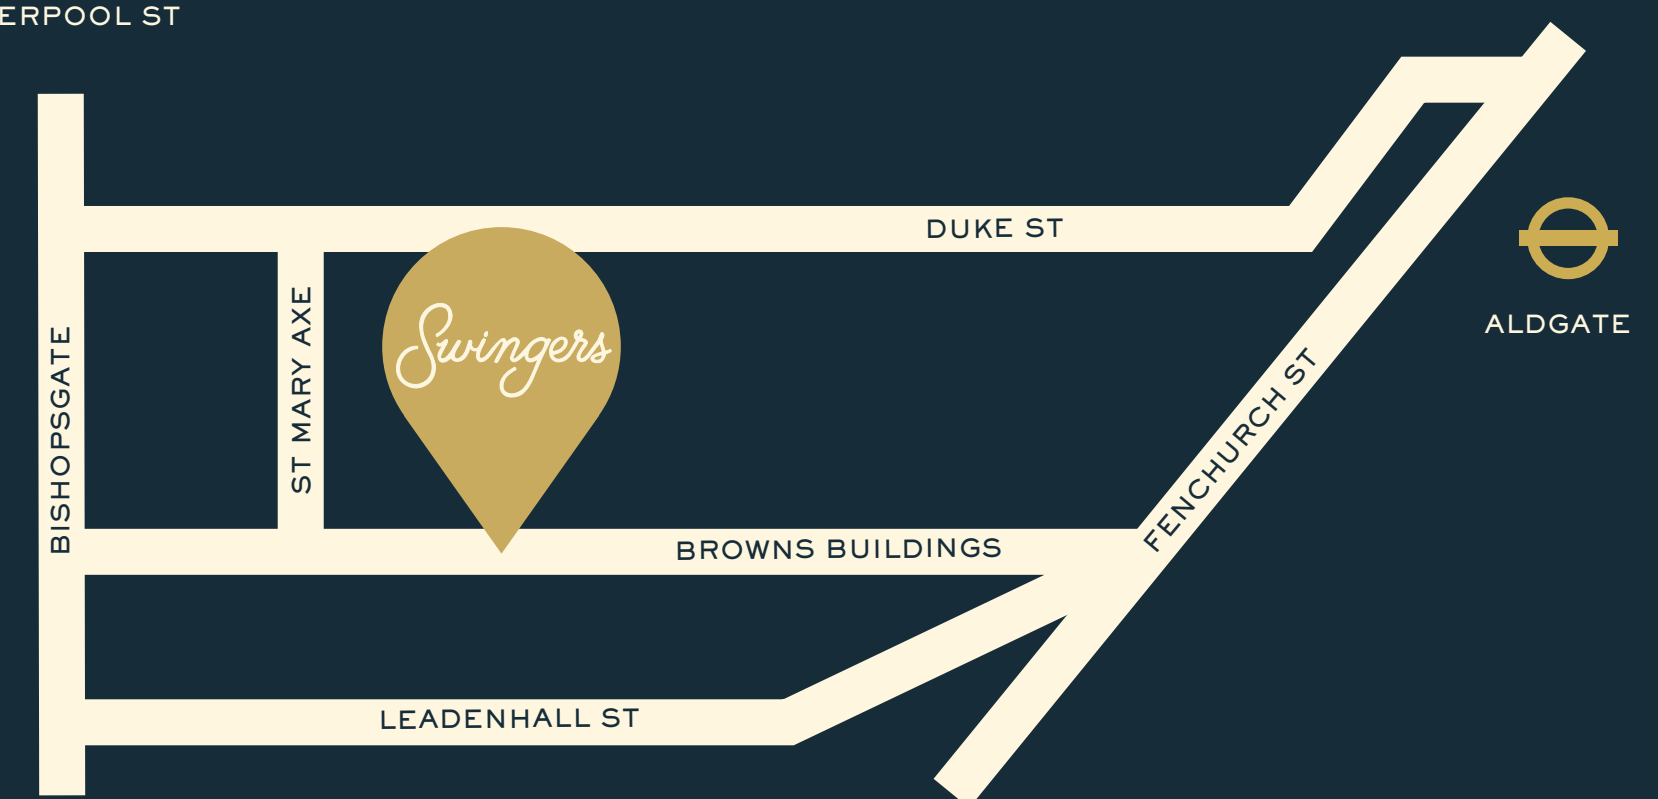 ERPOOL ST
DUKE ST
ALDGATE
BISHOPSGATE
ST MARY AXE
Swingers
FENCHURCH ST
BROWNS BUILDINGS
LEADENHALL ST